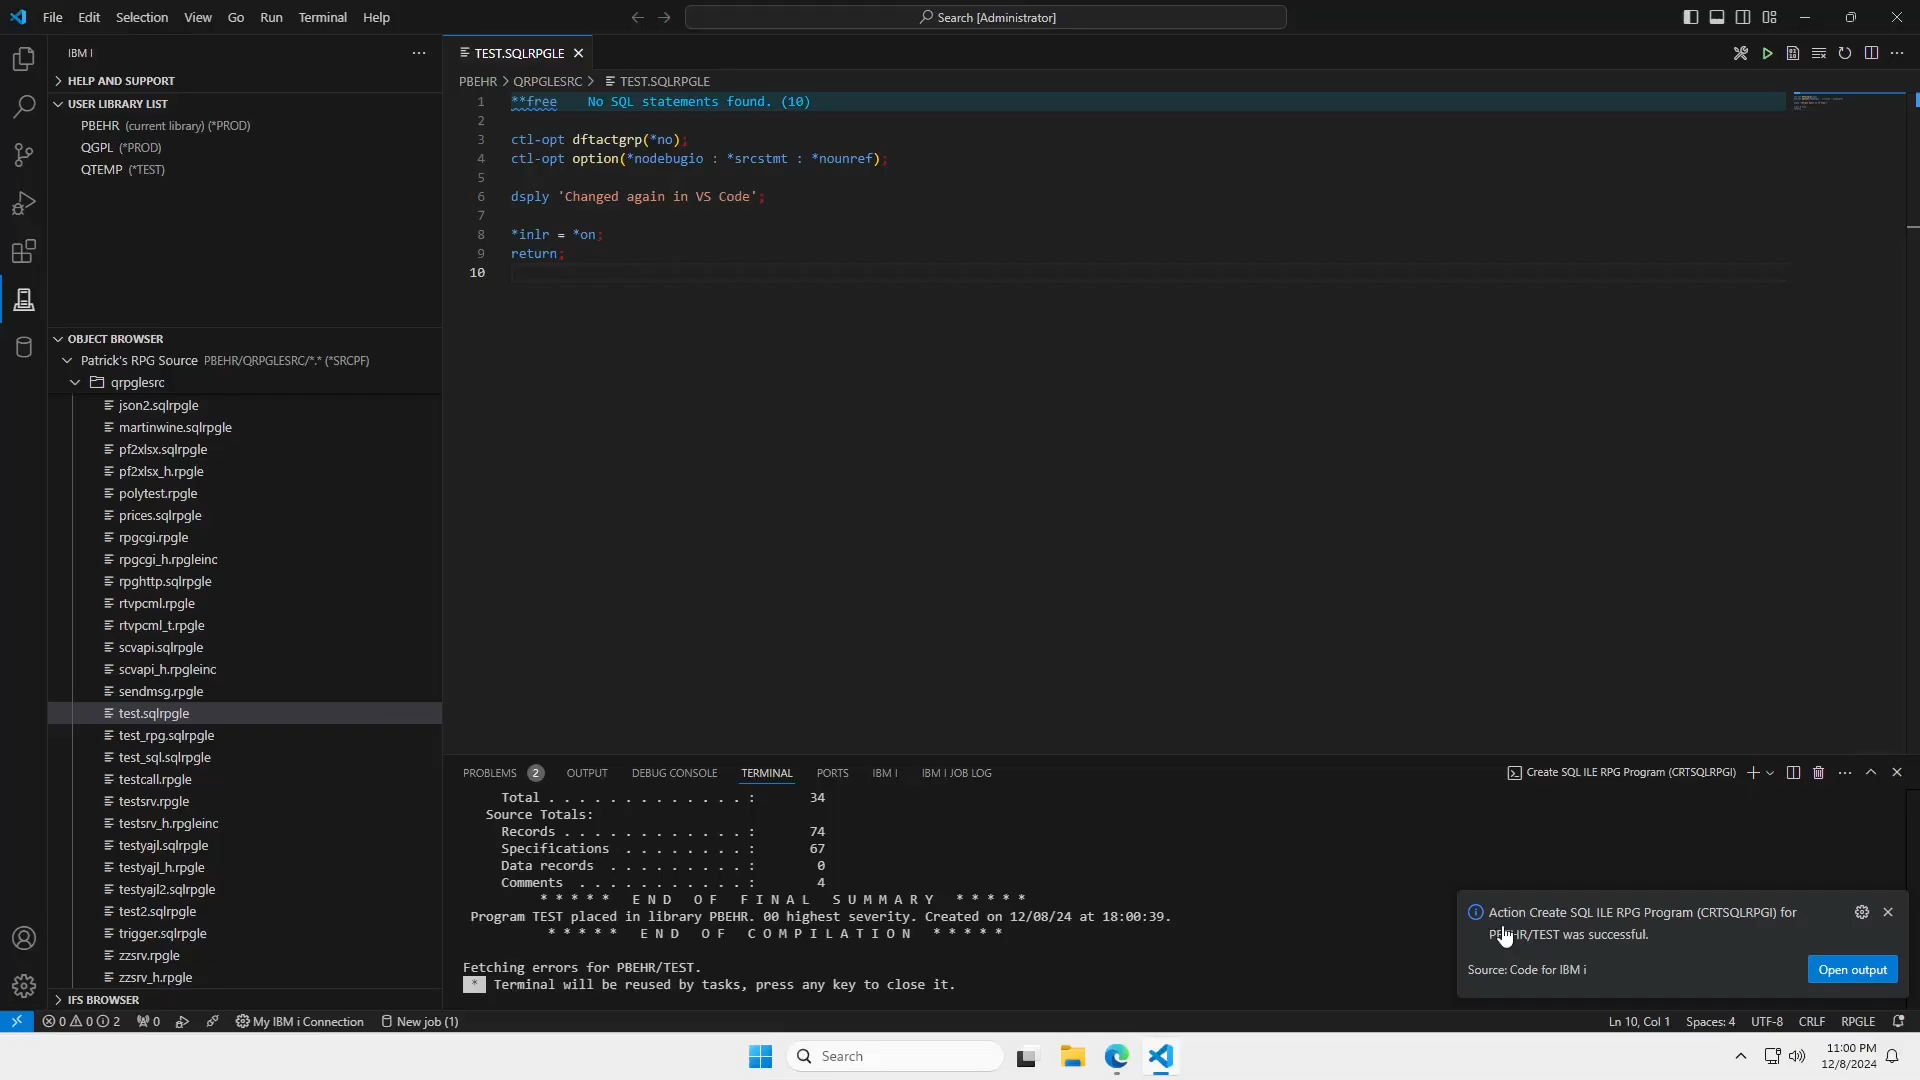 File Edit Selection View Go Run Terminal Help
Search [Administrator]
IBM I
HELP AND SUPPORT
USER LIBRARY LIST
PBEHR (current library) (*PROD)
QGPL (*PROD)
QTEMP (*TEST)
OBJECT BROWSER
Patrick's RPG Source PBEHR/QRPGLESRC/*.* (*SRCPF)
qrpglesrc
json2.sqlrpgle
martinwine.sqlrpgle
pf2xlsx.sqlrpgle
pf2xlsx_h.rpgle
polytest.rpgle
prices.sqlrpgle
rpgcgi.rpgle
rpgcgi_h.rpgleinc
rpghttp.sqlrpgle
rtvpcml.rpgle
rtvpcml_t.rpgle
scvapi.sqlrpgle
scvapi_h.rpgleinc
sendmsg.rpgle
test.sqlrpgle
test_rpg.sqlrpgle
test_sql.sqlrpgle
testcall.rpgle
testsrv.rpgle
testsrv_h.rpgleinc
testyajl.sqlrpgle
testyajl_h.rpgle
testyajl2.sqlrpgle
test2.sqlrpgle
trigger.sqlrpgle
zzsrv.rpgle
zzsrv_h.rpgle
IFS BROWSER
TEST.SQLRPGLE
PBEHR > QRPGLESRC > TEST.SQLRPGLE
1 **free No SQL statements found. (10)
2
3 ctl-opt dftactgrp(*no);
4 ctl-opt option(*nodebugio : *srcstmt : *nounref);
5
6 dsply 'Changed again in VS Code';
7
8 *inlr = *on;
9 return;
10
PROBLEMS 2 OUTPUT DEBUG CONSOLE TERMINAL PORTS IBM I IBM I JOB LOG
Create SQL ILE RPG Program (CRTSQLRPGI)
Total . . . . . . . . . . . . . : 34
Source Totals:
Records . . . . . . . . . . . . : 74
Specifications . . . . . . . . : 67
Data records . . . . . . . . . : 0
Comments . . . . . . . . . . . : 4
* * * * * E N D O F F I N A L S U M M A R Y * * * * *
Program TEST placed in library PBEHR. 00 highest severity. Created on 12/08/24 at 18:00:39.
* * * * * E N D O F C O M P I L A T I O N * * * * *
Fetching errors for PBEHR/TEST.
* Terminal will be reused by tasks, press any key to close it.
Action Create SQL ILE RPG Program (CRTSQLRPGI) for
PBEHR/TEST was successful.
Source: Code for IBM i
Open output
0 0 2 0 My IBM i Connection New job (1)
Ln 10, Col 1 Spaces: 4 UTF-8 CRLF RPGLE
Search
11:00 PM
12/8/2024